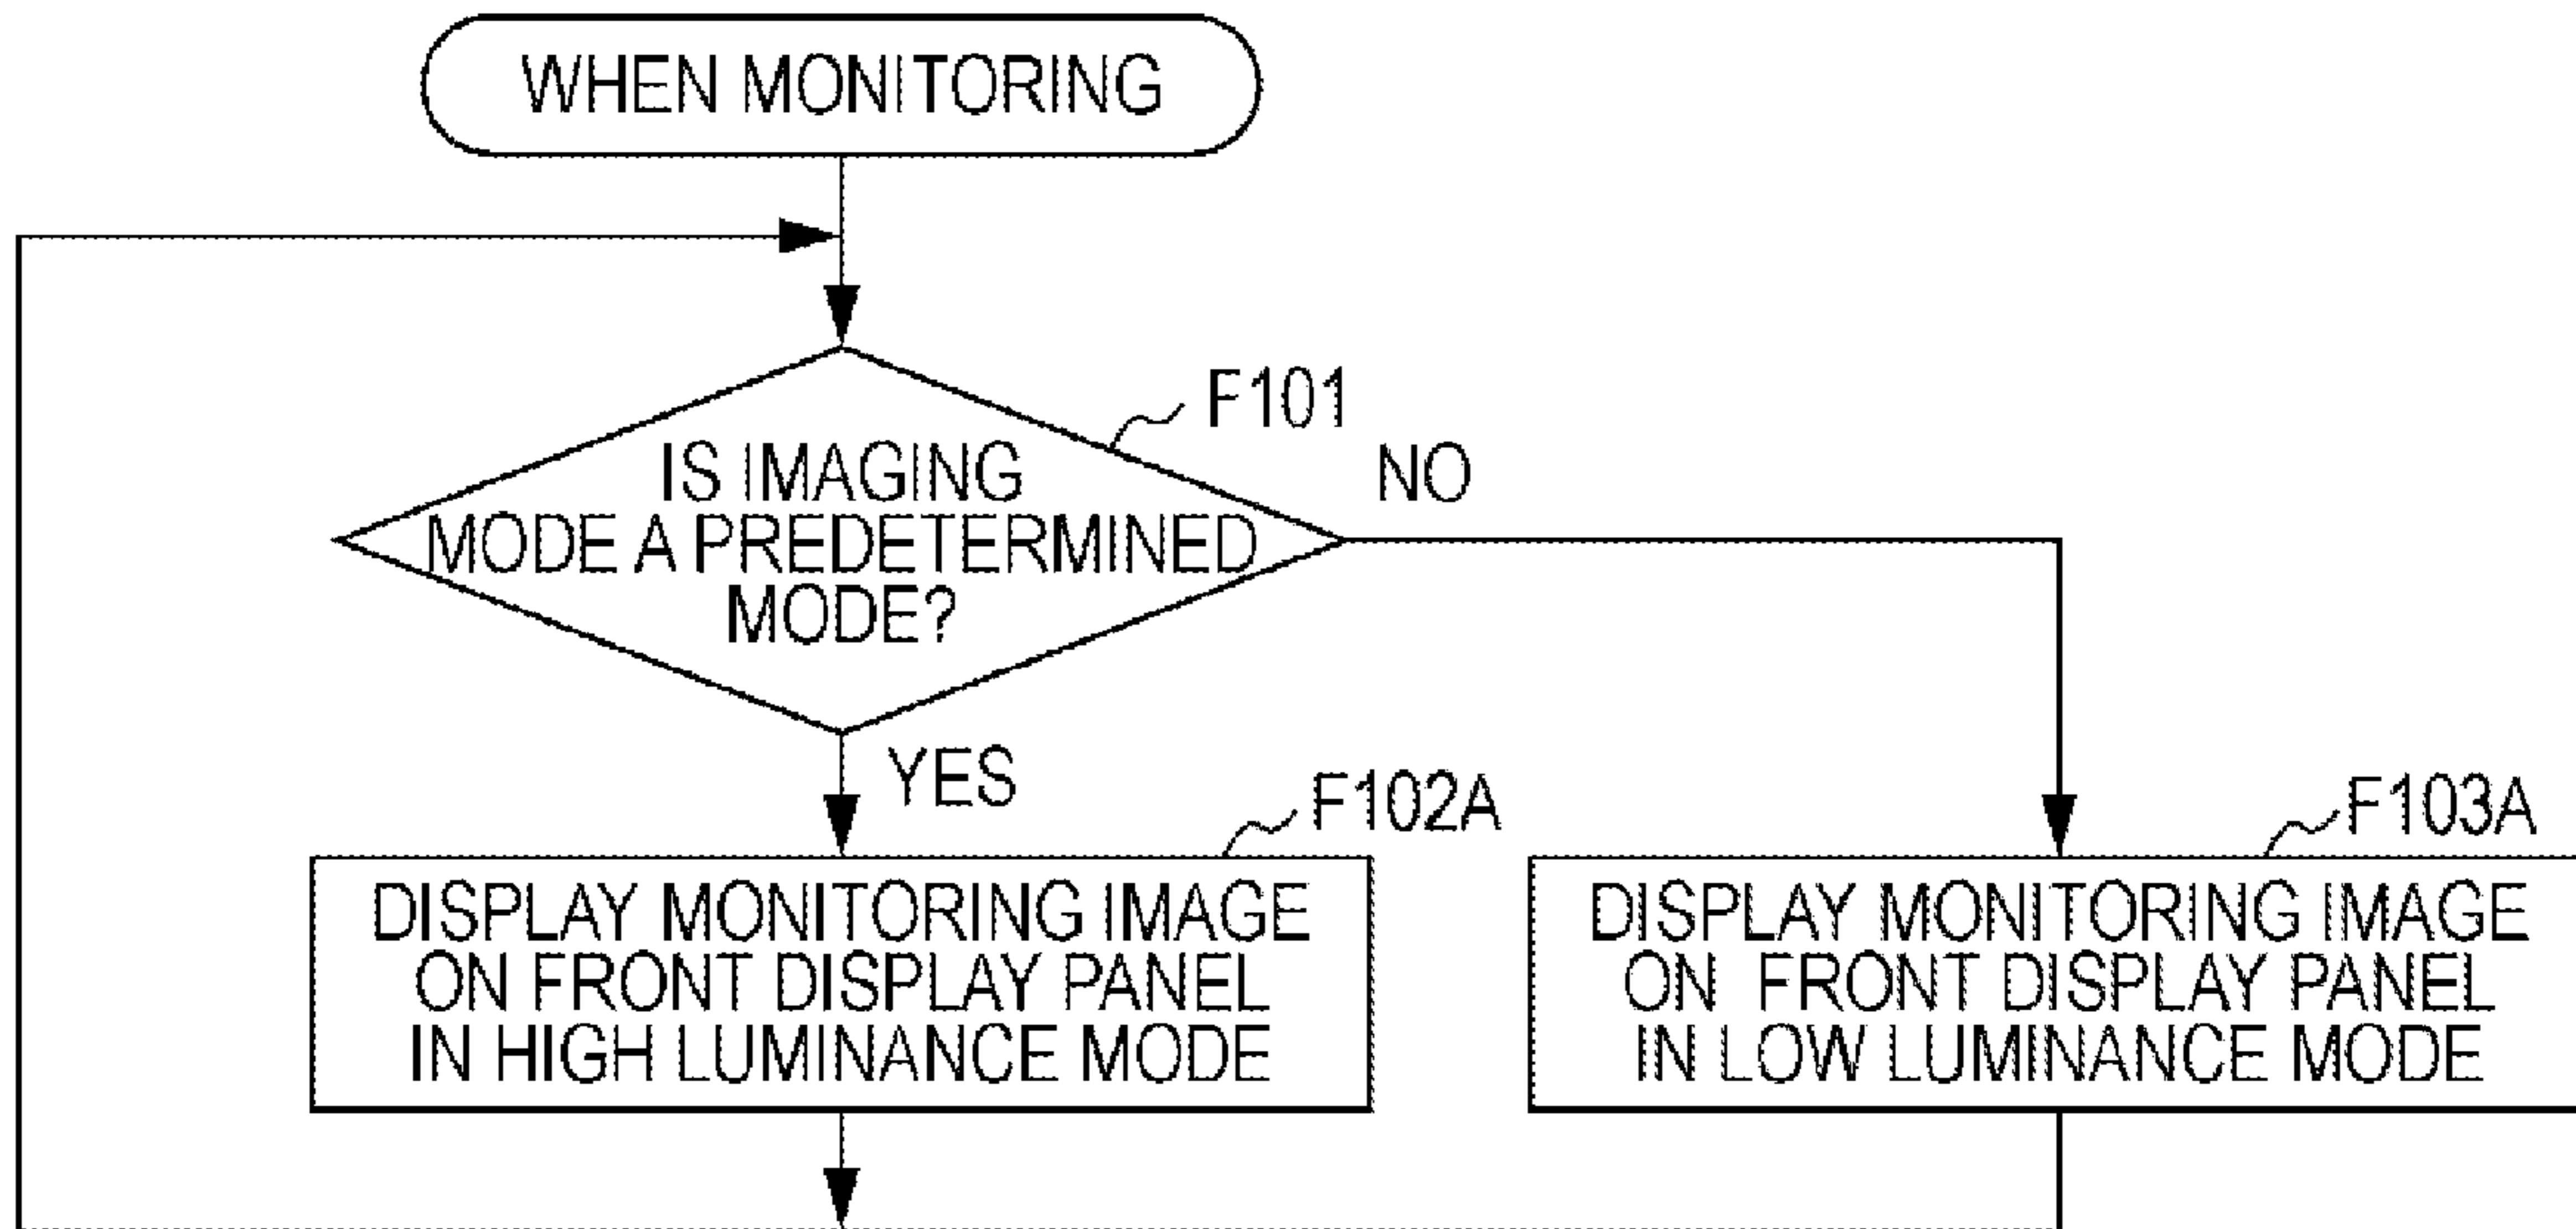 WHEN MONITORING
F101
IS IMAGING
MODE A PREDETERMINED
MODE?
NO
YES
F102A
DISPLAY MONITORING IMAGE
ON FRONT DISPLAY PANEL
IN HIGH LUMINANCE MODE
F103A
DISPLAY MONITORING IMAGE
ON FRONT DISPLAY PANEL
IN LOW LUMINANCE MODE